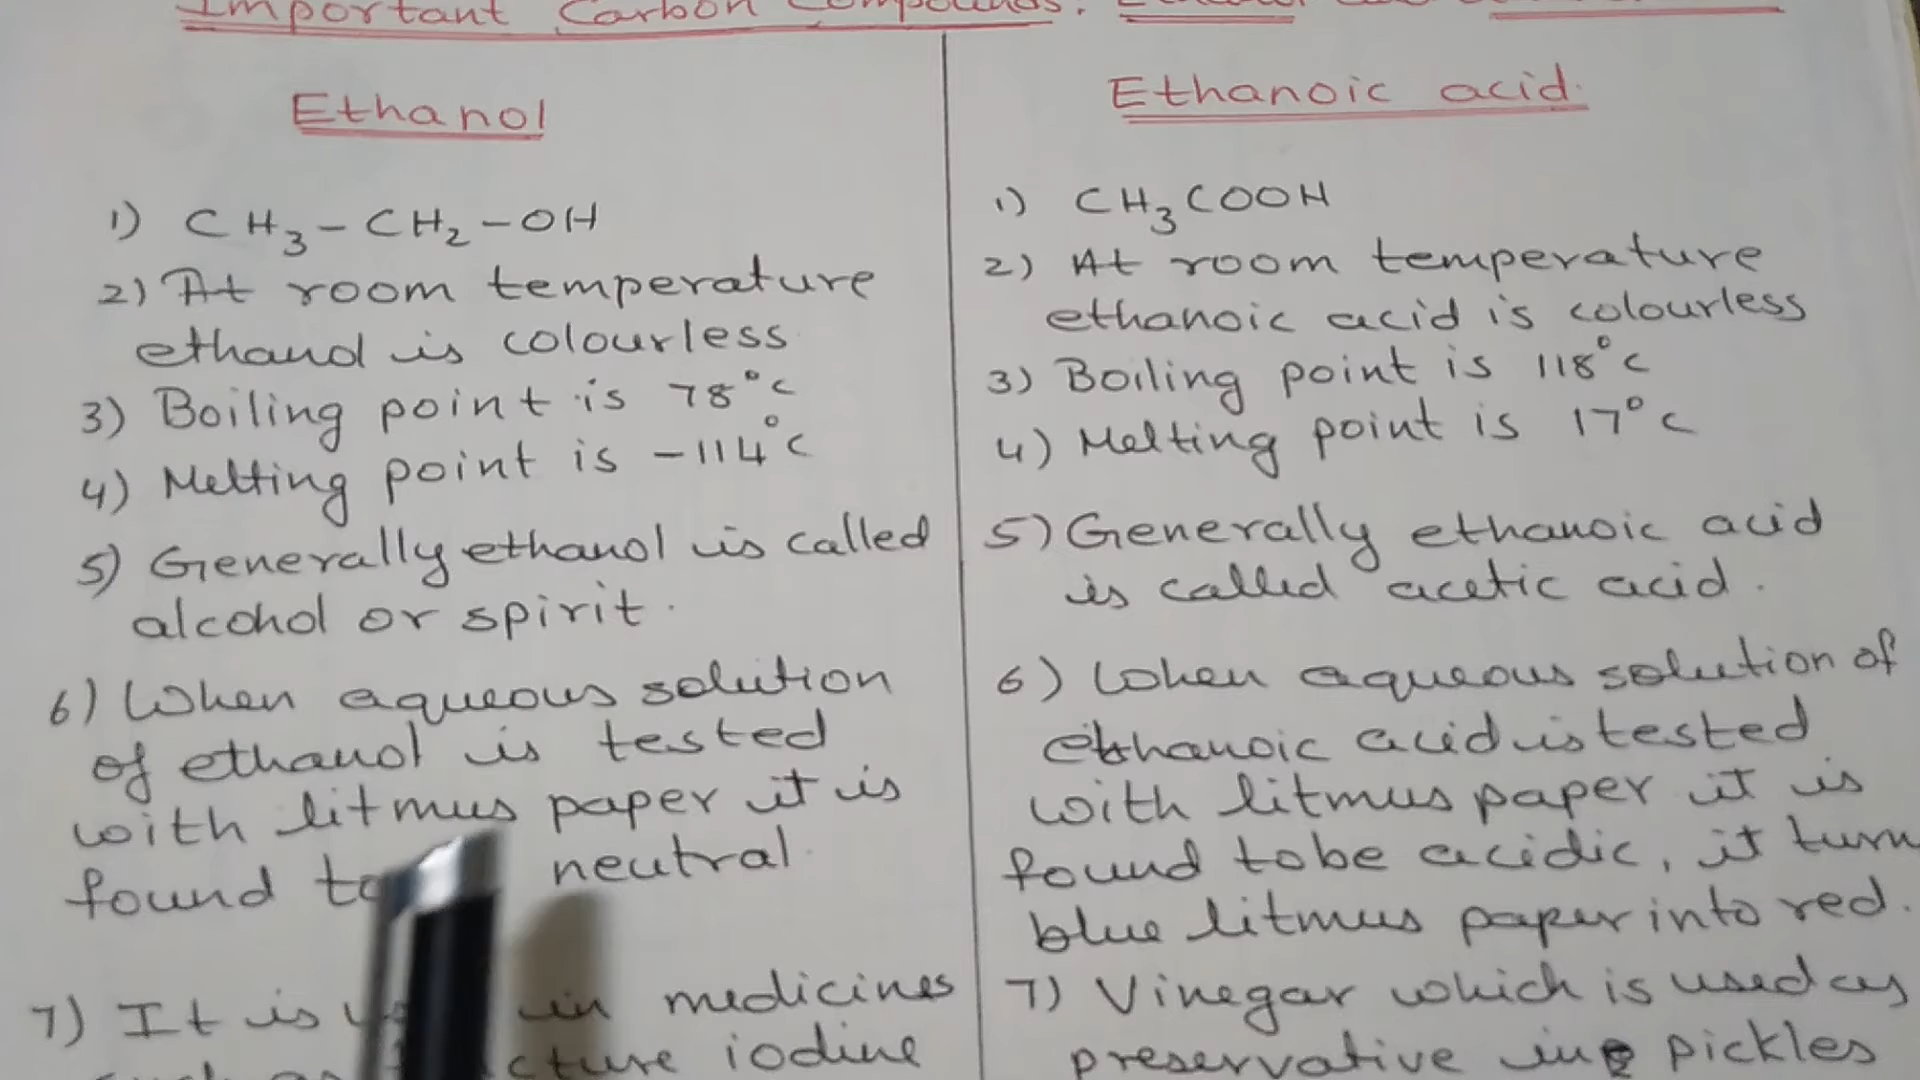 Important Carbon Compounds: Ethanol
Ethanol
1) CH3-CH2-OH
2) At room temperature
ethanol is colourless
3) Boiling point is 78°c
4) Melting point is -114°c
5) Generally ethanol is called
alcohol or spirit.
6) When aqueous solution
of ethanol is tested
with litmus paper it is
found to neutral
7) It is in medicines
iodine
Ethanoic acid.
1) CH3COOH
2) At room temperature
ethanoic acid is colourless
3) Boiling point is 118°c
4) Melting point is 17°c
5) Generally ethanoic acid
is called acetic acid.
6) When aqueous solution of
ethanoic acid is tested
with litmus paper it is
found to be acidic, it turn
blue litmus paper into red.
7) Vinegar which is used as
preservative in pickles